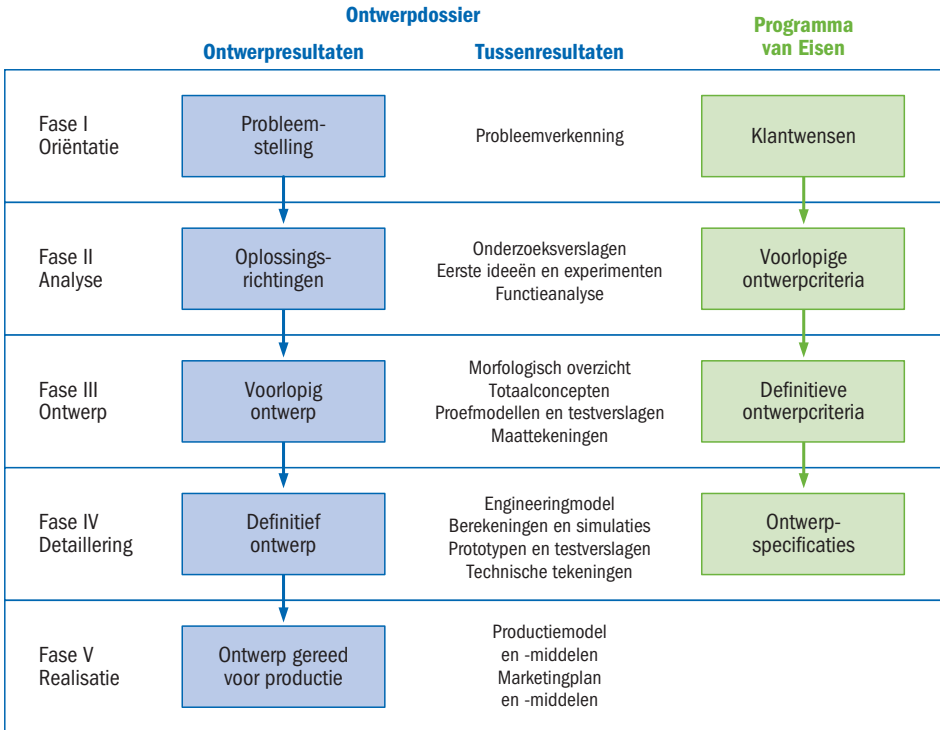 Ontwerpdossier
Ontwerpresultaten
Tussenresultaten
Programma
van Eisen
Fase I
Oriëntatie
Probleem-
stelling
Probleemverkenning
Klantwensen
Fase II
Analyse
Oplossings-
richtingen
Onderzoeksverslagen
Eerste ideeën en experimenten
Functieanalyse
Voorlopige
ontwerpcriteria
Fase III
Ontwerp
Voorlopig
ontwerp
Morfologisch overzicht
Totaalconcepten
Proefmodellen en testverslagen
Maattekeningen
Definitieve
ontwerpcriteria
Fase IV
Detaillering
Definitief
ontwerp
Engineeringmodel
Berekeningen en simulaties
Prototypen en testverslagen
Technische tekeningen
Ontwerp-
specificaties
Fase V
Realisatie
Ontwerp gereed
voor productie
Productiemodel
en -middelen
Marketingplan
en -middelen